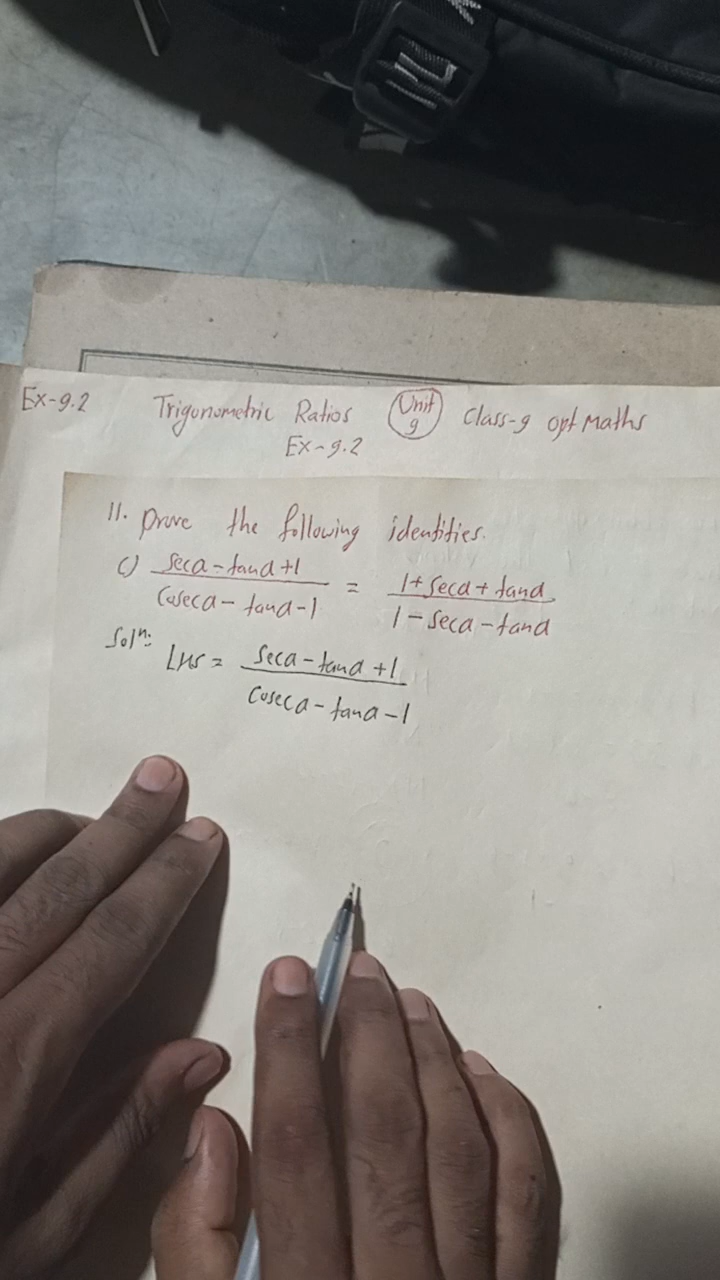 Ex-9.2 Trigonometric Ratios Unit 9 Class-9 opt Maths
Ex-9.2
11. prove the following identities.
c) seca-tana+1 / Coseca-tana-1 = 1+seca+tana / 1-seca-tana
Solⁿ: LHS = seca-tana+1 / Coseca-tana-1